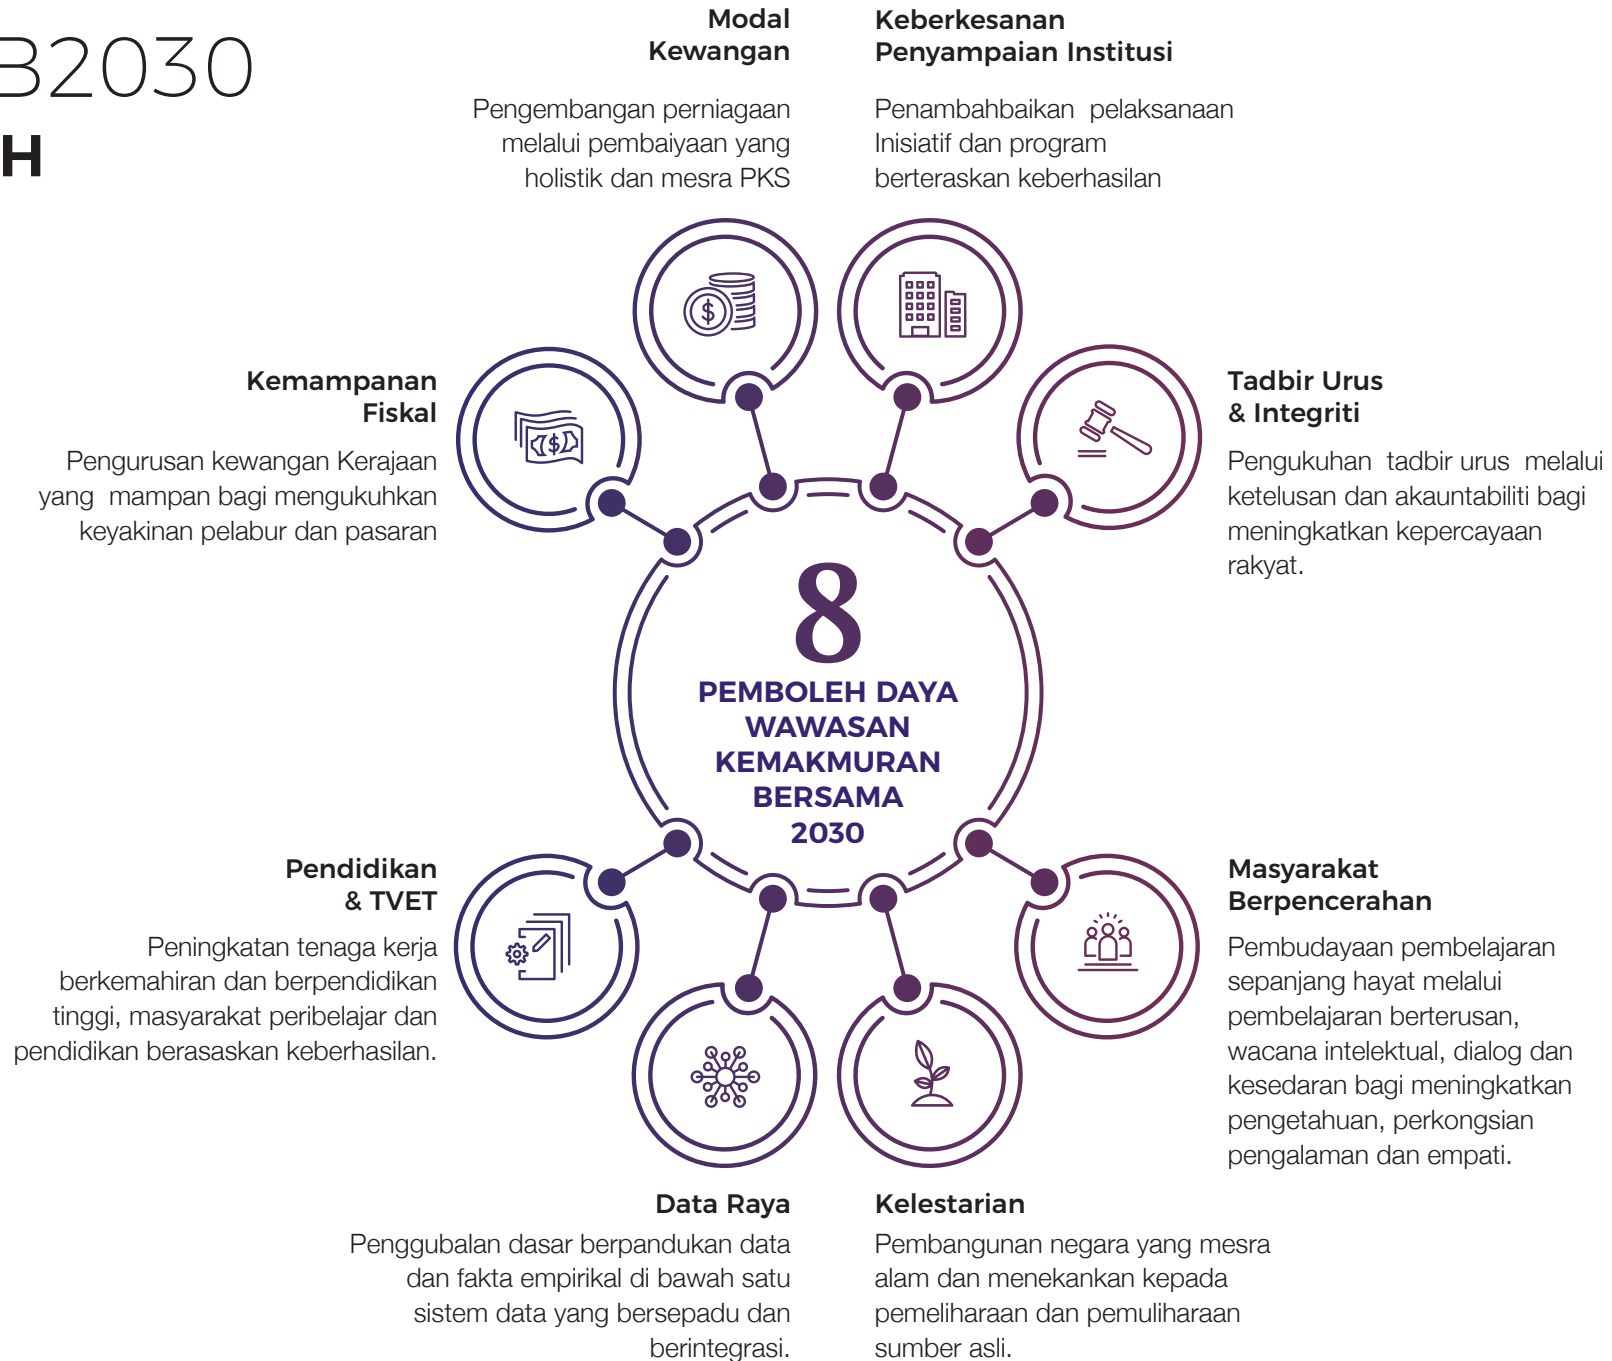 B2030
H
Modal
Kewangan
Pengembangan perniagaan
melalui pembaiyaan yang
holistik dan mesra PKS
Keberkesanan
Penyampaian Institusi
Penambahbaikan pelaksanaan
Inisiatif dan program
berteraskan keberhasilan
Kemampanan
Fiskal
Pengurusan kewangan Kerajaan
yang mampan bagi mengukuhkan
keyakinan pelabur dan pasaran
Tadbir Urus
& Integriti
Pengukuhan tadbir urus melalui
ketelusan dan akauntabiliti bagi
meningkatkan kepercayaan
rakyat.
8
PEMBOLEH DAYA
WAWASAN
KEMAKMURAN
BERSAMA
2030
Pendidikan
& TVET
Peningkatan tenaga kerja
berkemahiran dan berpendidikan
tinggi, masyarakat peribelajar dan
pendidikan berasaskan keberhasilan.
Masyarakat
Berpencerahan
Pembudayaan pembelajaran
sepanjang hayat melalui
pembelajaran berterusan,
wacana intelektual, dialog dan
kesedaran bagi meningkatkan
pengetahuan, perkongsian
pengalaman dan empati.
Data Raya
Penggubalan dasar berpandukan data
dan fakta empirikal di bawah satu
sistem data yang bersepadu dan
berintegrasi.
Kelestarian
Pembangunan negara yang mesra
alam dan menekankan kepada
pemeliharaan dan pemuliharaan
sumber asli.